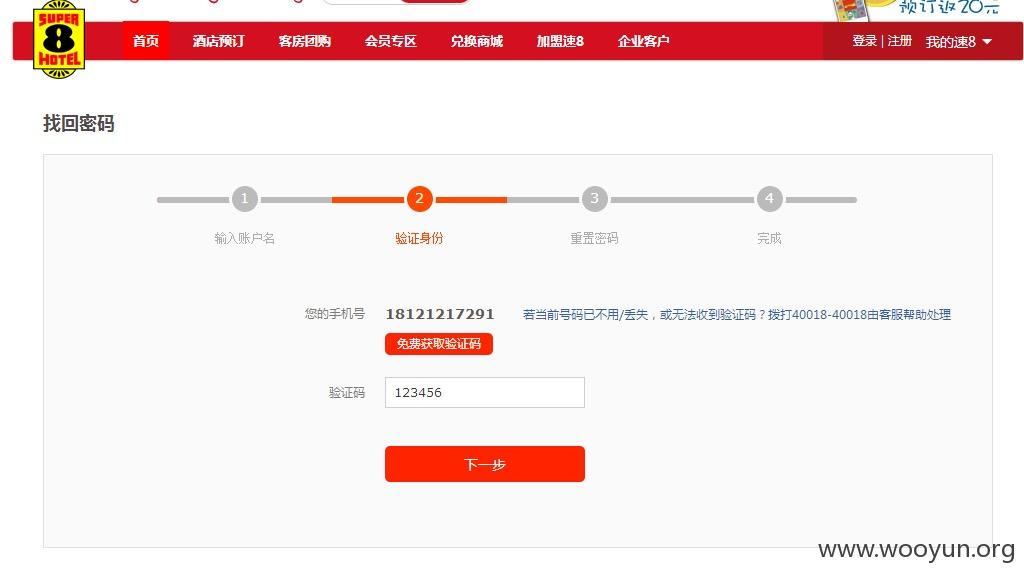 预订返20元
SUPER
8
HOTEL
首页 酒店预订 客房团购 会员专区 兑换商城 加盟速8 企业客户 登录 | 注册 我的速8
找回密码
1 2 3 4
输入账户名 验证身份 重置密码 完成
您的手机号 18121217291 若当前号码已不用/丢失，或无法收到验证码？拨打40018-40018由客服帮助处理
免费获取验证码
验证码 123456
下一步
www.wooyun.org